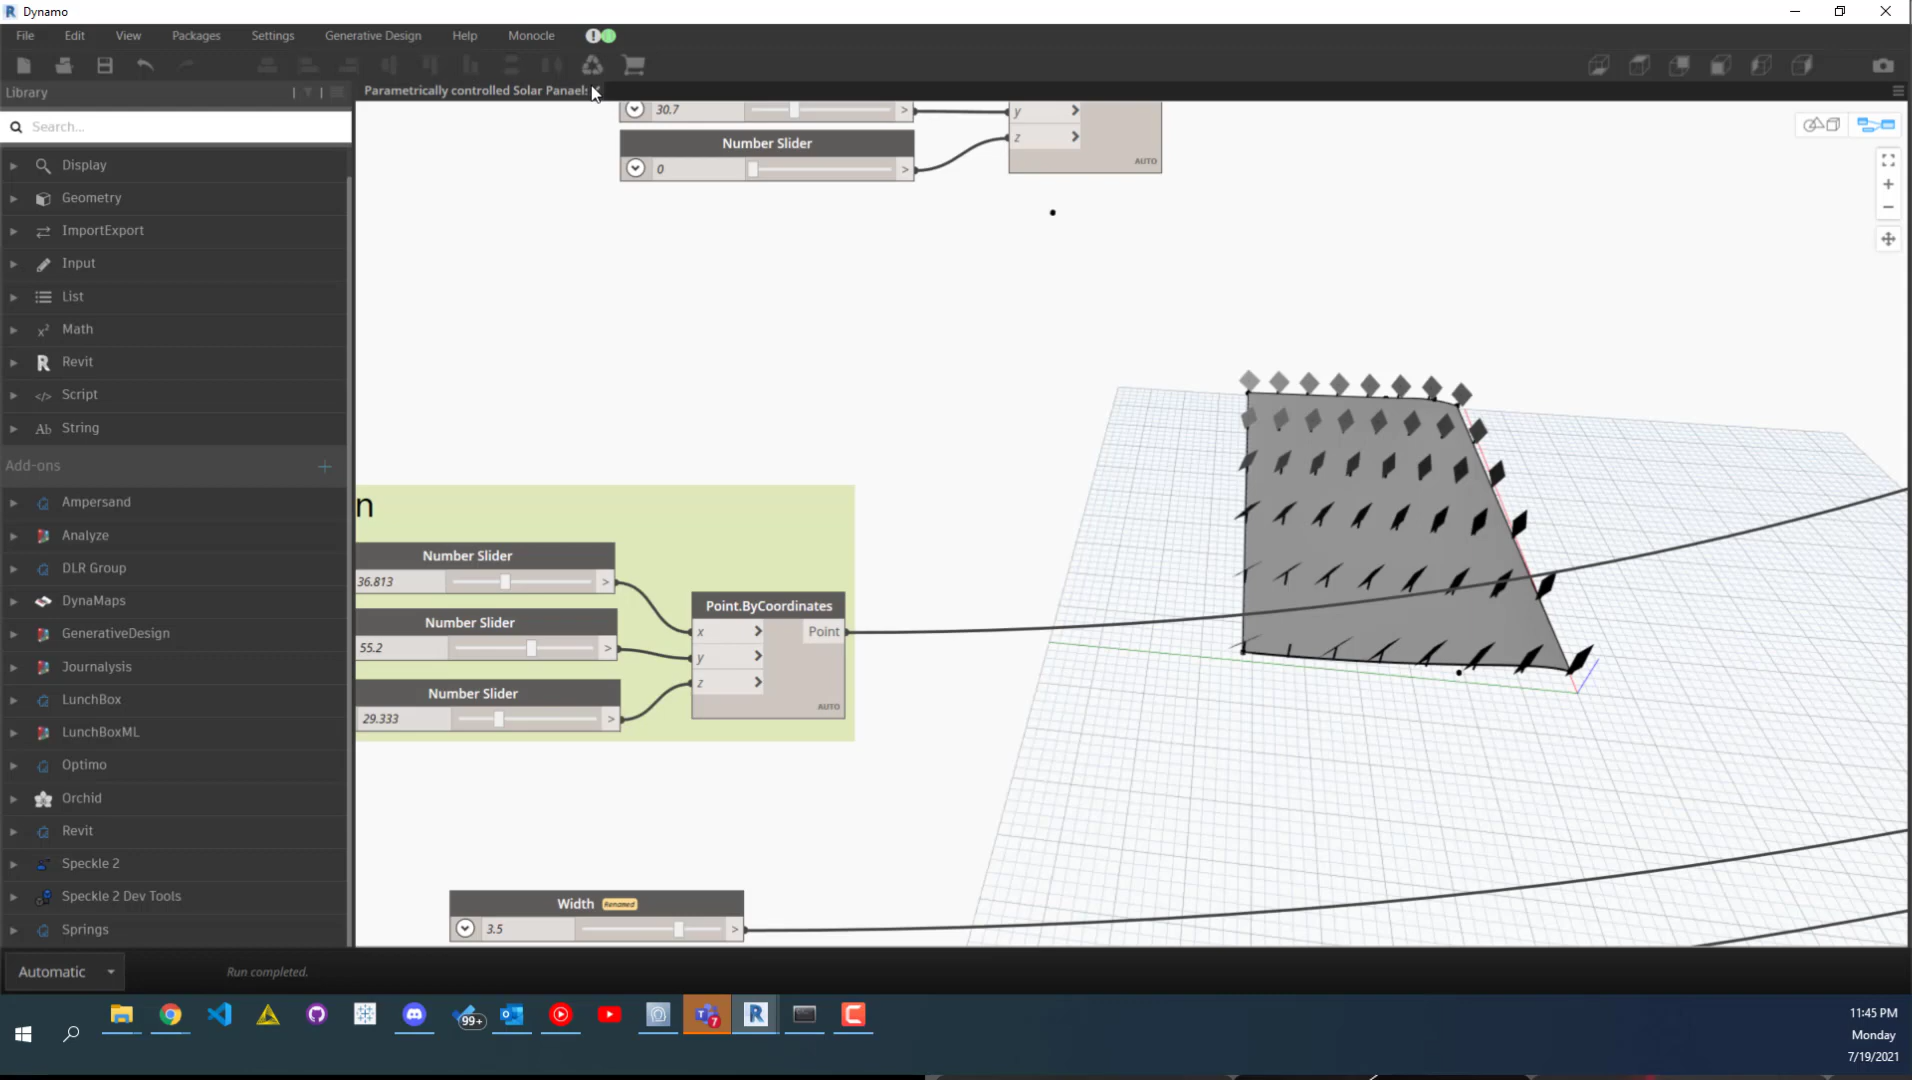 Dynamo
File Edit View Packages Settings Generative Design Help Monocle
Library
Parametrically controlled Solar Panaels
Search...
Display
Geometry
ImportExport
Input
List
Math
Revit
Script
String
Add-ons
Ampersand
Analyze
DLR Group
DynaMaps
GenerativeDesign
Journalysis
LunchBox
LunchBoxML
Optimo
Orchid
Revit
Speckle 2
Speckle 2 Dev Tools
Springs
30.7 >
y >
Number Slider
z >
0 >
AUTO
n
Number Slider
36.813 >
Number Slider
55.2 >
Number Slider
29.333 >
Point.ByCoordinates
x > Point
y >
z >
AUTO
Width Renamed
3.5 >
Automatic
Run completed.
99+
7
11:45 PM
Monday
7/19/2021